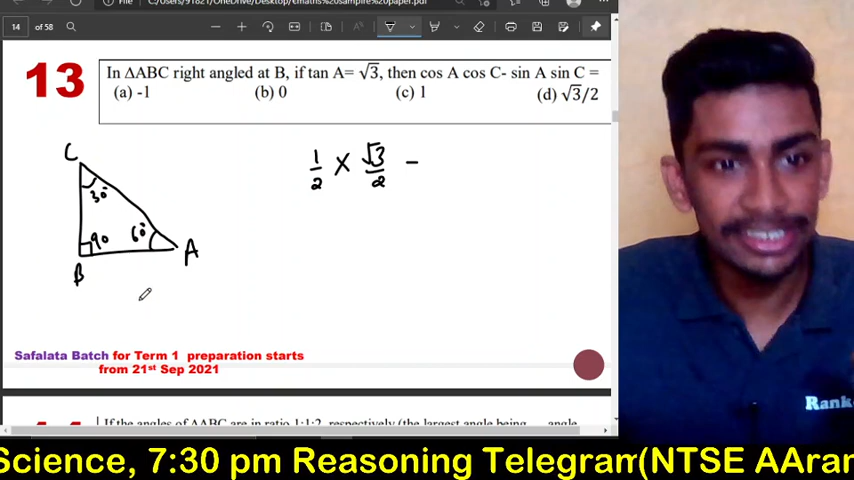 14 of 58
13
In ΔABC right angled at B, if tan A= √3, then cos A cos C- sin A sin C =
(a) -1 (b) 0 (c) 1 (d) √3/2
C
30°
90
60°
A
B
1/2 × √3/2 −
Safalata Batch for Term 1 preparation starts
from 21st Sep 2021
If the angles of ΔABC are in ratio 1:1:2, respectively (the largest angle being angle
Rank
Science, 7:30 pm Reasoning Telegram(NTSE AAran